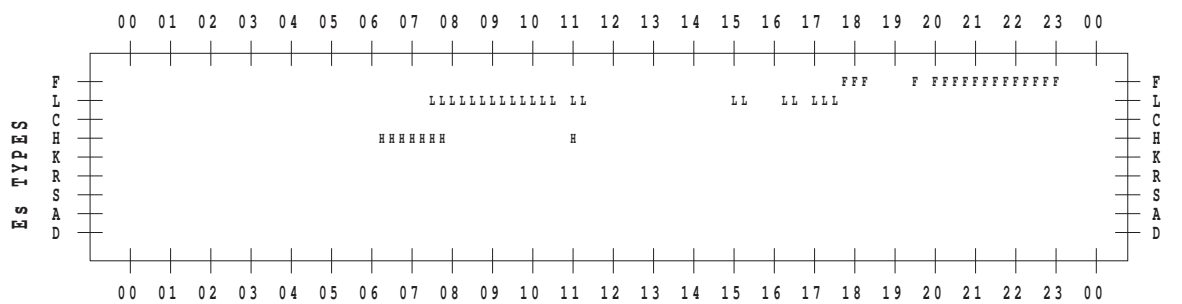 00 01 02 03 04 05 06 07 08 09 10 11 12 13 14 15 16 17 18 19 20 21 22 23 00
F FFF F FFFFFFFFFFFFF F
L LLLLLLLLLLLLL LL LL LL LLL L
C C
H HHHHHHH H H
K K
R R
S S
A A
D D
Es TYPES
00 01 02 03 04 05 06 07 08 09 10 11 12 13 14 15 16 17 18 19 20 21 22 23 00